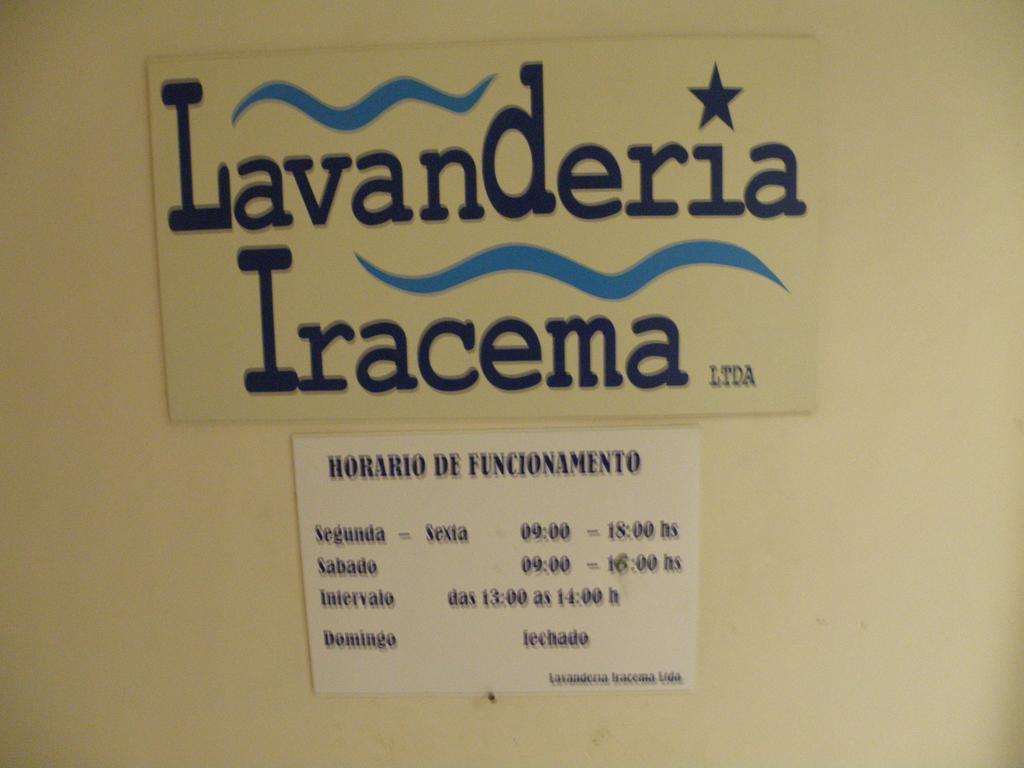 Lavanderia
Iracema LTDA
HORARIO DE FUNCIONAMENTO
Segunda – Sexta 09:00 – 18:00 hs
Sabado 09:00 – 16:00 hs
Intervalo das 13:00 as 14:00 h
Domingo fechado
Lavanderia Iracema Ltda